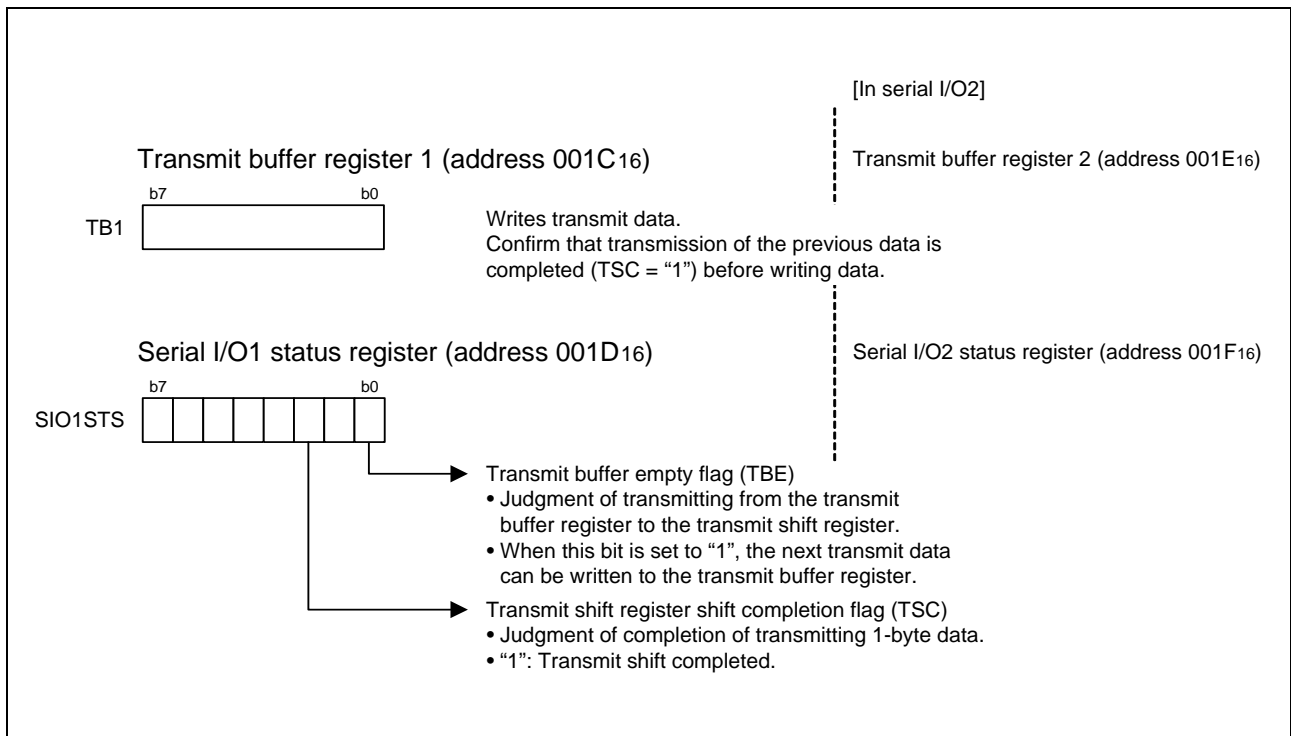 [In serial I/O2]
Transmit buffer register 1 (address 001C16)
Transmit buffer register 2 (address 001E16)
b7 b0
TB1
Writes transmit data.
Confirm that transmission of the previous data is
completed (TSC = “1”) before writing data.
Serial I/O1 status register (address 001D16)
Serial I/O2 status register (address 001F16)
b7 b0
SIO1STS
Transmit buffer empty flag (TBE)
• Judgment of transmitting from the transmit
buffer register to the transmit shift register.
• When this bit is set to “1”, the next transmit data
can be written to the transmit buffer register.
Transmit shift register shift completion flag (TSC)
• Judgment of completion of transmitting 1-byte data.
• “1”: Transmit shift completed.